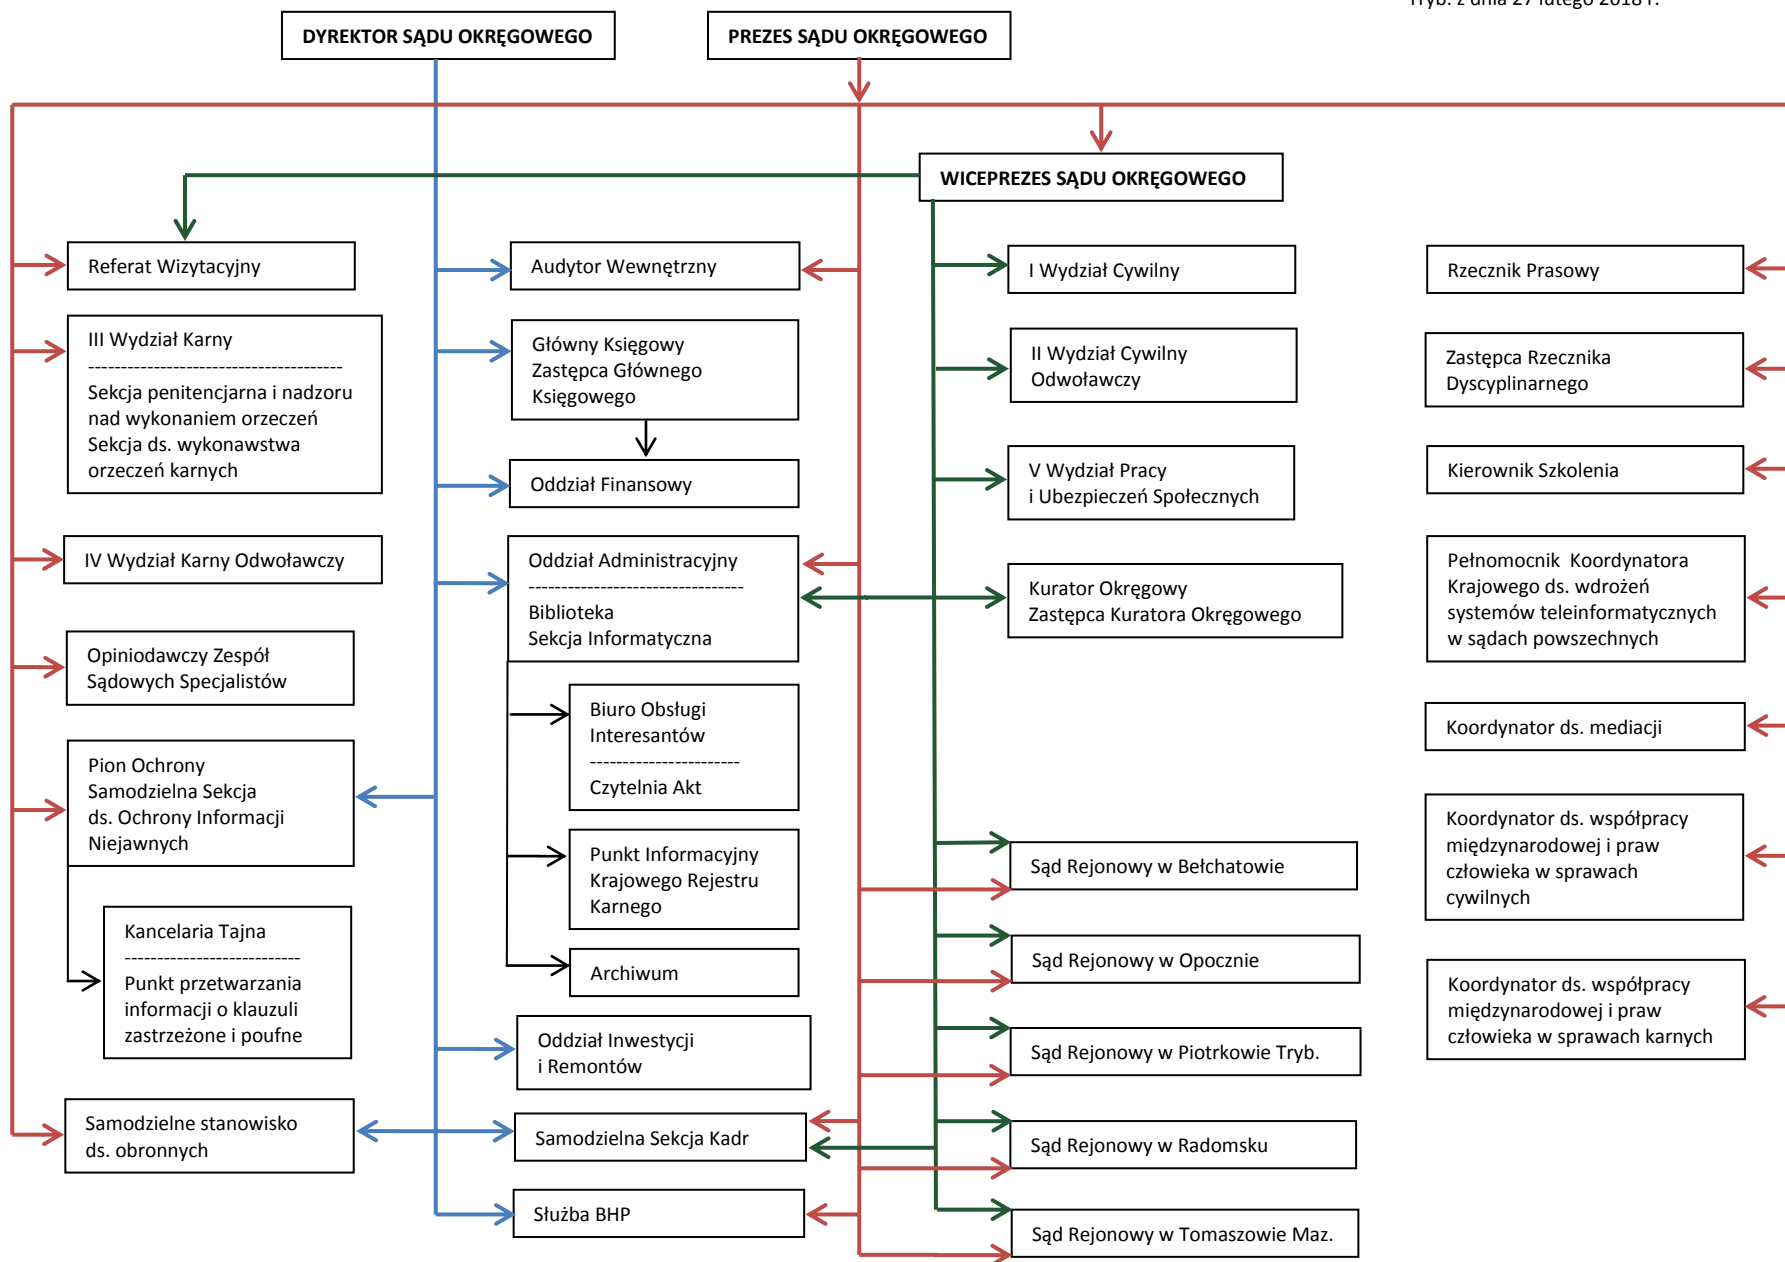 Tryb. z dnia 27 lutego 2018 r.
DYREKTOR SĄDU OKRĘGOWEGO
PREZES SĄDU OKRĘGOWEGO
WICEPREZES SĄDU OKRĘGOWEGO
Referat Wizytacyjny
III Wydział Karny
---------------------------------------
Sekcja penitencjarna i nadzoru
nad wykonaniem orzeczeń
Sekcja ds. wykonawstwa
orzeczeń karnych
IV Wydział Karny Odwoławczy
Opiniodawczy Zespół
Sądowych Specjalistów
Pion Ochrony
Samodzielna Sekcja
ds. Ochrony Informacji
Niejawnych
Kancelaria Tajna
---------------------------
Punkt przetwarzania
informacji o klauzuli
zastrzeżone i poufne
Samodzielne stanowisko
ds. obronnych
Audytor Wewnętrzny
Główny Księgowy
Zastępca Głównego
Księgowego
Oddział Finansowy
Oddział Administracyjny
---------------------------------
Biblioteka
Sekcja Informatyczna
Biuro Obsługi
Interesantów
-----------------------
Czytelnia Akt
Punkt Informacyjny
Krajowego Rejestru
Karnego
Archiwum
Oddział Inwestycji
i Remontów
Samodzielna Sekcja Kadr
Służba BHP
I Wydział Cywilny
II Wydział Cywilny
Odwoławczy
V Wydział Pracy
i Ubezpieczeń Społecznych
Kurator Okręgowy
Zastępca Kuratora Okręgowego
Sąd Rejonowy w Bełchatowie
Sąd Rejonowy w Opocznie
Sąd Rejonowy w Piotrkowie Tryb.
Sąd Rejonowy w Radomsku
Sąd Rejonowy w Tomaszowie Maz.
Rzecznik Prasowy
Zastępca Rzecznika
Dyscyplinarnego
Kierownik Szkolenia
Pełnomocnik Koordynatora
Krajowego ds. wdrożeń
systemów teleinformatycznych
w sądach powszechnych
Koordynator ds. mediacji
Koordynator ds. współpracy
międzynarodowej i praw
człowieka w sprawach
cywilnych
Koordynator ds. współpracy
międzynarodowej i praw
człowieka w sprawach karnych